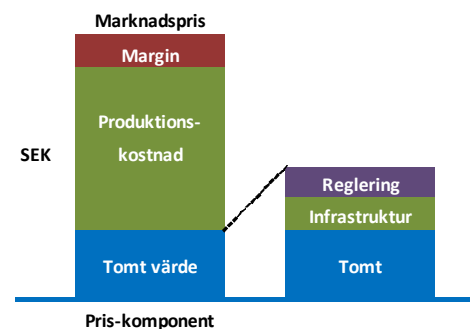 Marknadspris
Margin
Produktions-
kostnad
SEK
Reglering
Infrastruktur
Tomt värde
Tomt
Pris-komponent